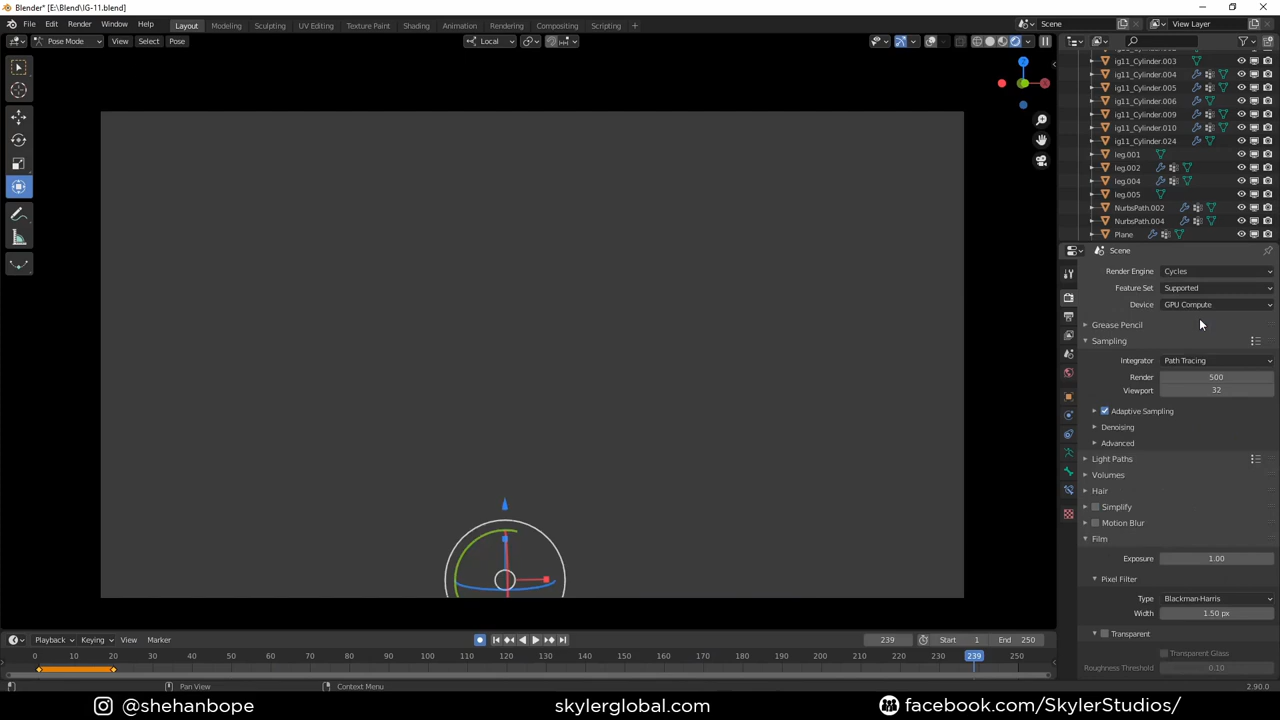 Blender* [E:\Blend\IG-11.blend]
File Edit Render Window Help Layout Modeling Sculpting UV Editing Texture Paint Shading Animation Rendering Compositing Scripting + Scene View Layer
Pose Mode View Select Pose Local
ig11_Cylinder.003
ig11_Cylinder.004
ig11_Cylinder.005
ig11_Cylinder.006
ig11_Cylinder.009
ig11_Cylinder.010
ig11_Cylinder.024
leg.001
leg.002
leg.004
leg.005
NurbsPath.002
NurbsPath.004
Plane
Scene
Render Engine Cycles
Feature Set Supported
Device GPU Compute
Grease Pencil
Sampling
Integrator Path Tracing
Render 500
Viewport 32
Adaptive Sampling
Denoising
Advanced
Light Paths
Volumes
Hair
Simplify
Motion Blur
Film
Exposure 1.00
Pixel Filter
Type Blackman-Harris
Width 1.50 px
Transparent
Transparent Glass
Roughness Threshold 0.10
Playback Keying View Marker 239 Start 1 End 250
0 10 20 30 40 50 60 70 80 90 100 110 120 130 140 150 160 170 180 190 200 210 220 230 239 250
Pan View Context Menu 2.90.0
@shehanbope skylerglobal.com facebook.com/SkylerStudios/